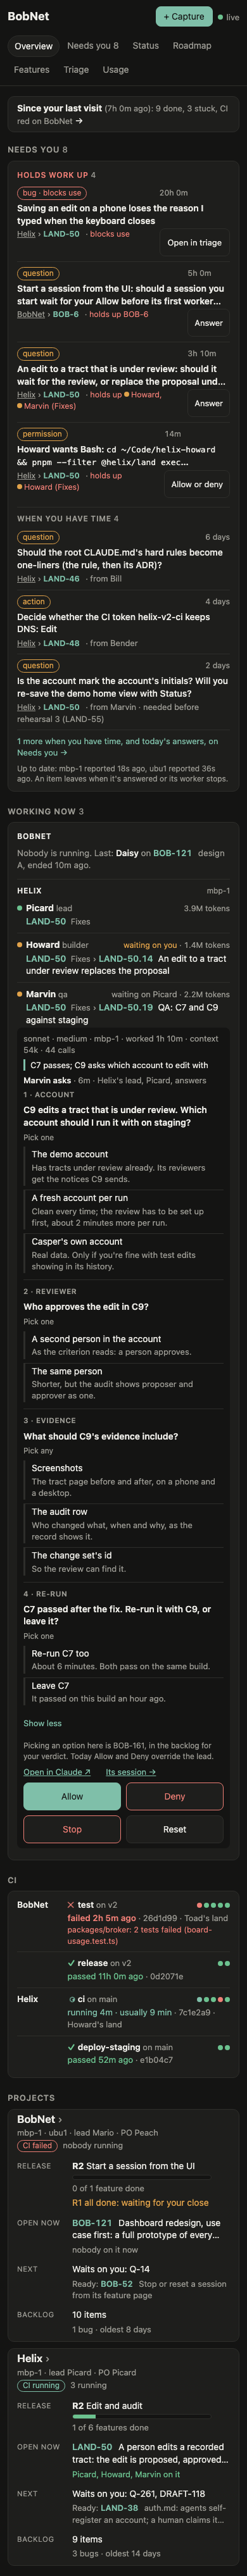 BobNet
+ Capture
live
Overview
Needs you 8
Status
Roadmap
Features
Triage
Usage
Since your last visit (7h 0m ago): 9 done, 3 stuck, CI
red on BobNet →
NEEDS YOU 8
HOLDS WORK UP 4
bug · blocks use
20h 0m
Saving an edit on a phone loses the reason I
typed when the keyboard closes
Helix › LAND-50 · blocks use
Open in triage
question
5h 0m
Start a session from the UI: should a session you
start wait for your Allow before its first worker…
BobNet › BOB-6 · holds up BOB-6
Answer
question
3h 10m
An edit to a tract that is under review: should it
wait for the review, or replace the proposal und…
Helix › LAND-50 · holds up Howard,
Marvin (Fixes)
Answer
permission
14m
Howard wants Bash: cd ~/Code/helix-howard
&& pnpm --filter @helix/land exec…
Helix › LAND-50 · holds up
Howard (Fixes)
Allow or deny
WHEN YOU HAVE TIME 4
question
6 days
Should the root CLAUDE.md's hard rules become
one-liners (the rule, then its ADR)?
Helix › LAND-46 · from Bill
action
4 days
Decide whether the CI token helix-v2-ci keeps
DNS: Edit
Helix › LAND-48 · from Bender
question
2 days
Is the account mark the account's initials? Will you
re-save the demo home view with Status?
Helix › LAND-50 · from Marvin · needed before
rehearsal 3 (LAND-55)
1 more when you have time, and today's answers, on
Needs you →
Up to date: mbp-1 reported 18s ago, ubu1 reported 36s
ago. An item leaves when it's answered or its worker stops.
WORKING NOW 3
BOBNET
Nobody is running. Last: Daisy on BOB-121 design
A, ended 10m ago.
HELIX
mbp-1
Picard lead
3.9M tokens
LAND-50 Fixes
Howard builder
waiting on you · 1.4M tokens
LAND-50 Fixes › LAND-50.14 An edit to a tract
under review replaces the proposal
Marvin qa
waiting on Picard · 2.2M tokens
LAND-50 Fixes › LAND-50.19 QA: C7 and C9
against staging
sonnet · medium · mbp-1 · worked 1h 10m · context
54k · 44 calls
C7 passes; C9 asks which account to edit with
Marvin asks · 6m · Helix's lead, Picard, answers
1 · ACCOUNT
C9 edits a tract that is under review. Which
account should I run it with on staging?
Pick one
The demo account
Has tracts under review already. Its reviewers
get the notices C9 sends.
A fresh account per run
Clean every time; the review has to be set up
first, about 2 minutes more per run.
Casper's own account
Real data. Only if you're fine with test edits
showing in its history.
2 · REVIEWER
Who approves the edit in C9?
Pick one
A second person in the account
As the criterion reads: a person approves.
The same person
Shorter, but the audit shows proposer and
approver as one.
3 · EVIDENCE
What should C9's evidence include?
Pick any
Screenshots
The tract page before and after, on a phone and
a desktop.
The audit row
Who changed what, when and why, as the
record shows it.
The change set's id
So the review can find it.
4 · RE-RUN
C7 passed after the fix. Re-run it with C9, or
leave it?
Pick one
Re-run C7 too
About 6 minutes. Both pass on the same build.
Leave C7
It passed on this build an hour ago.
Show less
Picking an option here is BOB-161, in the backlog for
your verdict. Today Allow and Deny override the lead.
Open in Claude ↗
Its session →
Allow
Deny
Stop
Reset
CI
BobNet
test on v2
failed 2h 5m ago · 26d1d99 · Toad's land
packages/broker: 2 tests failed (board-
usage.test.ts)
release on v2
passed 11h 0m ago · 0d2071e
Helix
ci on main
running 4m · usually 9 min · 7c1e2a9 ·
Howard's land
deploy-staging on main
passed 52m ago · e1b04c7
PROJECTS
BobNet ›
mbp-1 · ubu1 · lead Mario · PO Peach
CI failed
nobody running
RELEASE
R2 Start a session from the UI
0 of 1 feature done
R1 all done: waiting for your close
OPEN NOW
BOB-121 Dashboard redesign, use
case first: a full prototype of every…
nobody on it now
NEXT
Waits on you: Q-14
Ready: BOB-52 Stop or reset a session
from its feature page
BACKLOG
10 items
1 bug · oldest 8 days
Helix ›
mbp-1 · lead Picard · PO Picard
CI running
3 running
RELEASE
R2 Edit and audit
1 of 6 features done
OPEN NOW
LAND-50 A person edits a recorded
tract: the edit is proposed, approved…
Picard, Howard, Marvin on it
NEXT
Waits on you: Q-261, DRAFT-118
Ready: LAND-38 auth.md: agents self-
register an account; a human claims it…
BACKLOG
9 items
3 bugs · oldest 14 days